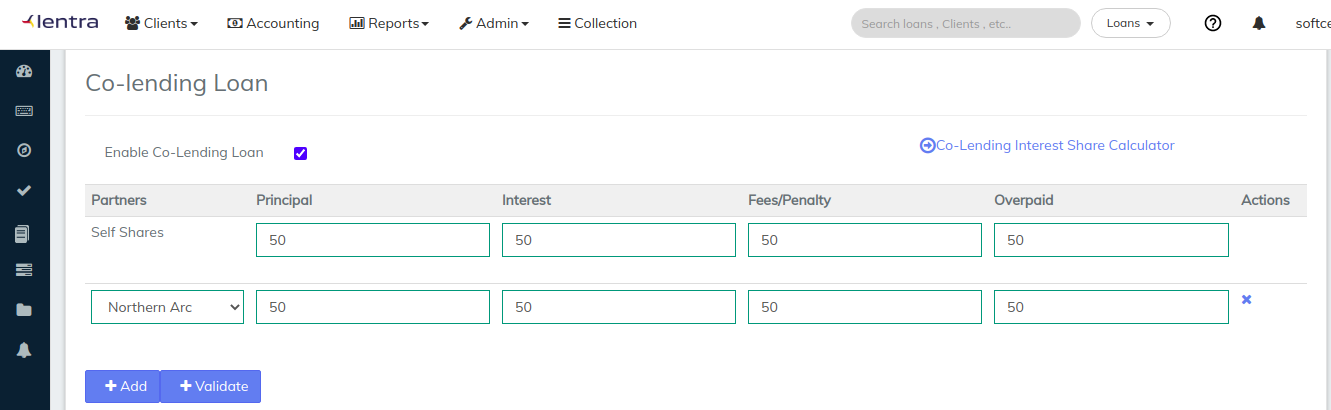 lentra Clients Accounting Reports Admin Collection Search loans , Clients , etc.. Loans softce
Co-lending Loan
Enable Co-Lending Loan Co-Lending Interest Share Calculator
Partners Principal Interest Fees/Penalty Overpaid Actions
Self Shares 50 50 50 50
Northern Arc 50 50 50 50
Add Validate